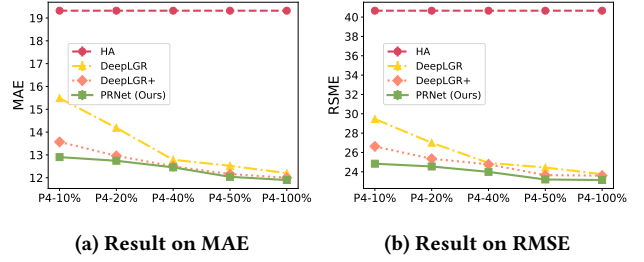 19
18
17
16
15
14
13
12
MAE
HA
DeepLGR
DeepLGR+
PRNet (Ours)
P4-10% P4-20% P4-40% P4-50% P4-100%
(a) Result on MAE
40
38
36
34
32
30
28
26
24
RSME
HA
DeepLGR
DeepLGR+
PRNet (Ours)
P4-10% P4-20% P4-40% P4-50% P4-100%
(b) Result on RMSE